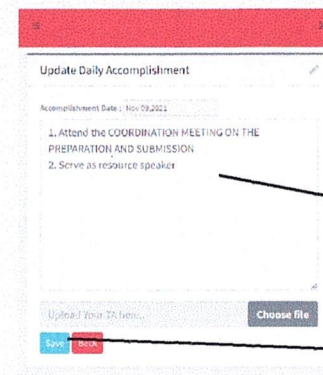 Update Daily Accomplishment
Accomplishment Date : Nov 09,2021
1. Attend the COORDINATION MEETING ON THE
PREPARATION AND SUBMISSION
2. Serve as resource speaker
Upload Your TA here...
Choose file
Save Back